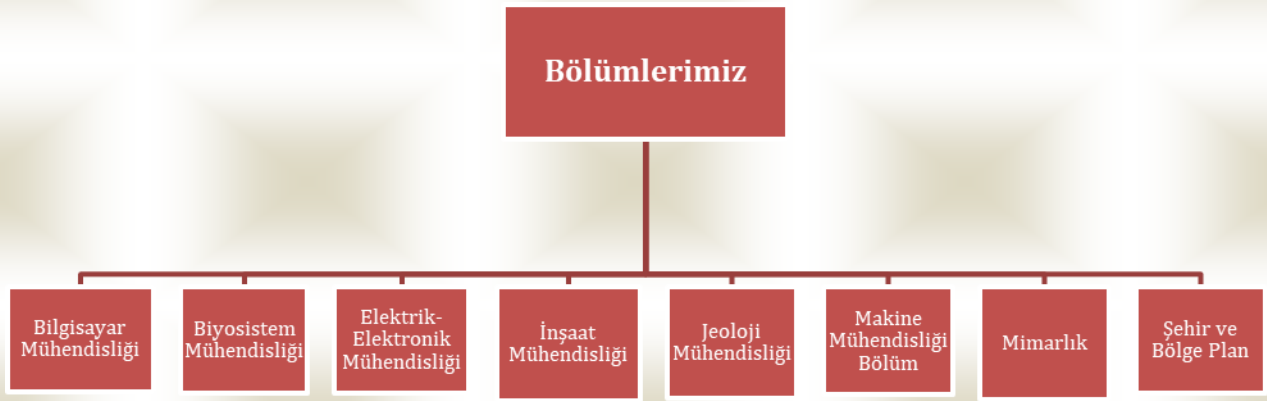 Bölümlerimiz
Bilgisayar
Mühendisliği
Biyosistem
Mühendisliği
Elektrik-
Elektronik
Mühendisliği
İnşaat
Mühendisliği
Jeoloji
Mühendisliği
Makine
Mühendisliği
Bölüm
Mimarlık
Şehir ve
Bölge Plan